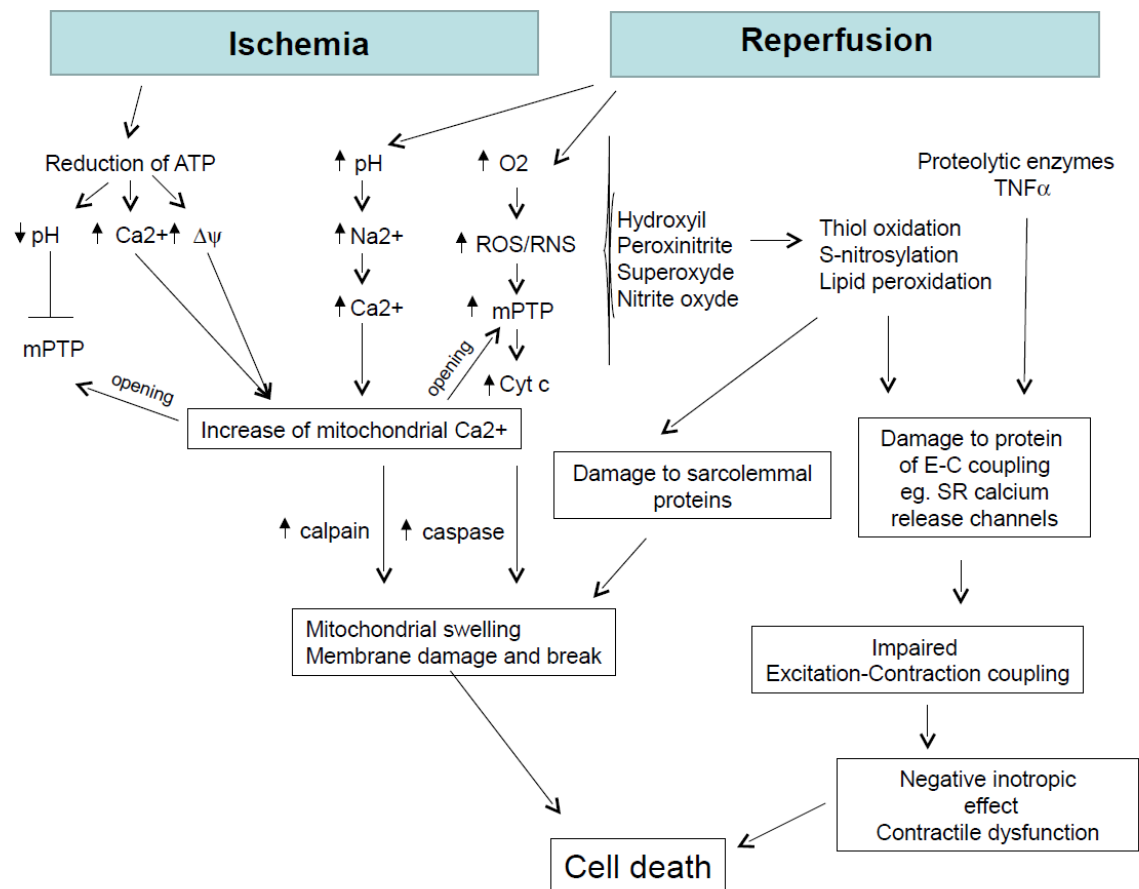 Ischemia
Reperfusion
Reduction of ATP
pH
Ca2+
Δψ
mPTP
opening
pH
Na2+
Ca2+
O2
ROS/RNS
mPTP
Cyt c
opening
Hydroxyil
Peroxinitrite
Superoxyde
Nitrite oxyde
Thiol oxidation
S-nitrosylation
Lipid peroxidation
Proteolytic enzymes
TNFα
Increase of mitochondrial Ca2+
calpain
caspase
Damage to sarcolemmal
proteins
Damage to protein
of E-C coupling
eg. SR calcium
release channels
Mitochondrial swelling
Membrane damage and break
Impaired
Excitation-Contraction coupling
Negative inotropic
effect
Contractile dysfunction
Cell death